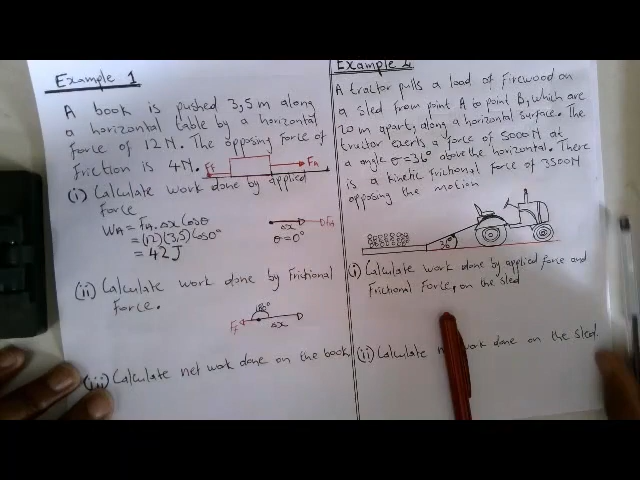 Example 1
A book is pushed 3,5m along
a horizontal table by a horizontal
force of 12N. The opposing force of
Friction is 4N.
Ff
FA
(i) Calculate work done by applied
Force
WA = FA.Δx Cosθ
= (12)(3,5)Cos0°
= 42J
Δx
FA
θ=0°
(ii) Calculate work done by Frictional
Force.
180°
Ff
Δx
(iii) Calculate net work done on the book
Example 2
A tractor pulls a load of Firewood on
a sled from point A to point B, which are
20m apart, along a horizontal surface. The
tractor exerts a force of 5000N at
a angle θ=36° above the horizontal. There
is a kinetic frictional force of 3500N
opposing the motion
36°
(i) Calculate work done by applied force and
Frictional Force, on the sled
(ii) Calculate work done on the sled.